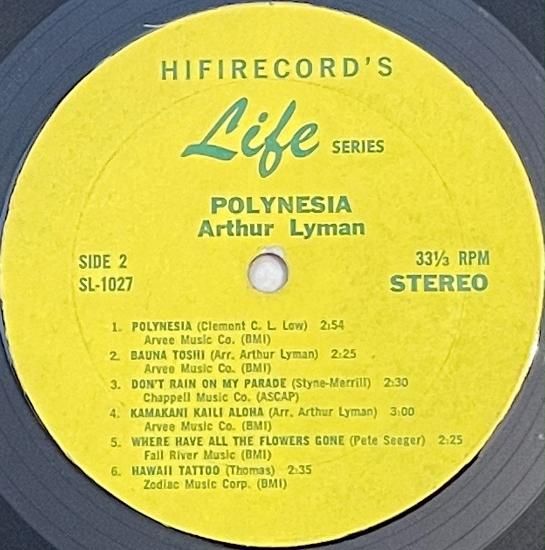 HIFIRECORD'S
Life SERIES
POLYNESIA
Arthur Lyman
SIDE 2
SL-1027
33⅓ RPM
STEREO
1. POLYNESIA (Clement C. L. Low) 2:54
Arvee Music Co. (BMI)
2. BAUNA TOSHI (Arr. Arthur Lyman) 2:25
Arvee Music Co. (BMI)
3. DON'T RAIN ON MY PARADE (Styne-Merrill) 2:30
Chappell Music Co. (ASCAP)
4. KAMAKANI KAILI ALOHA (Arr. Arthur Lyman) 3:00
Arvee Music Co. (BMI)
5. WHERE HAVE ALL THE FLOWERS GONE (Pete Seeger) 2:25
Fall River Music (BMI)
6. HAWAII TATTOO (Thomas) 2:35
Zodiac Music Corp. (BMI)